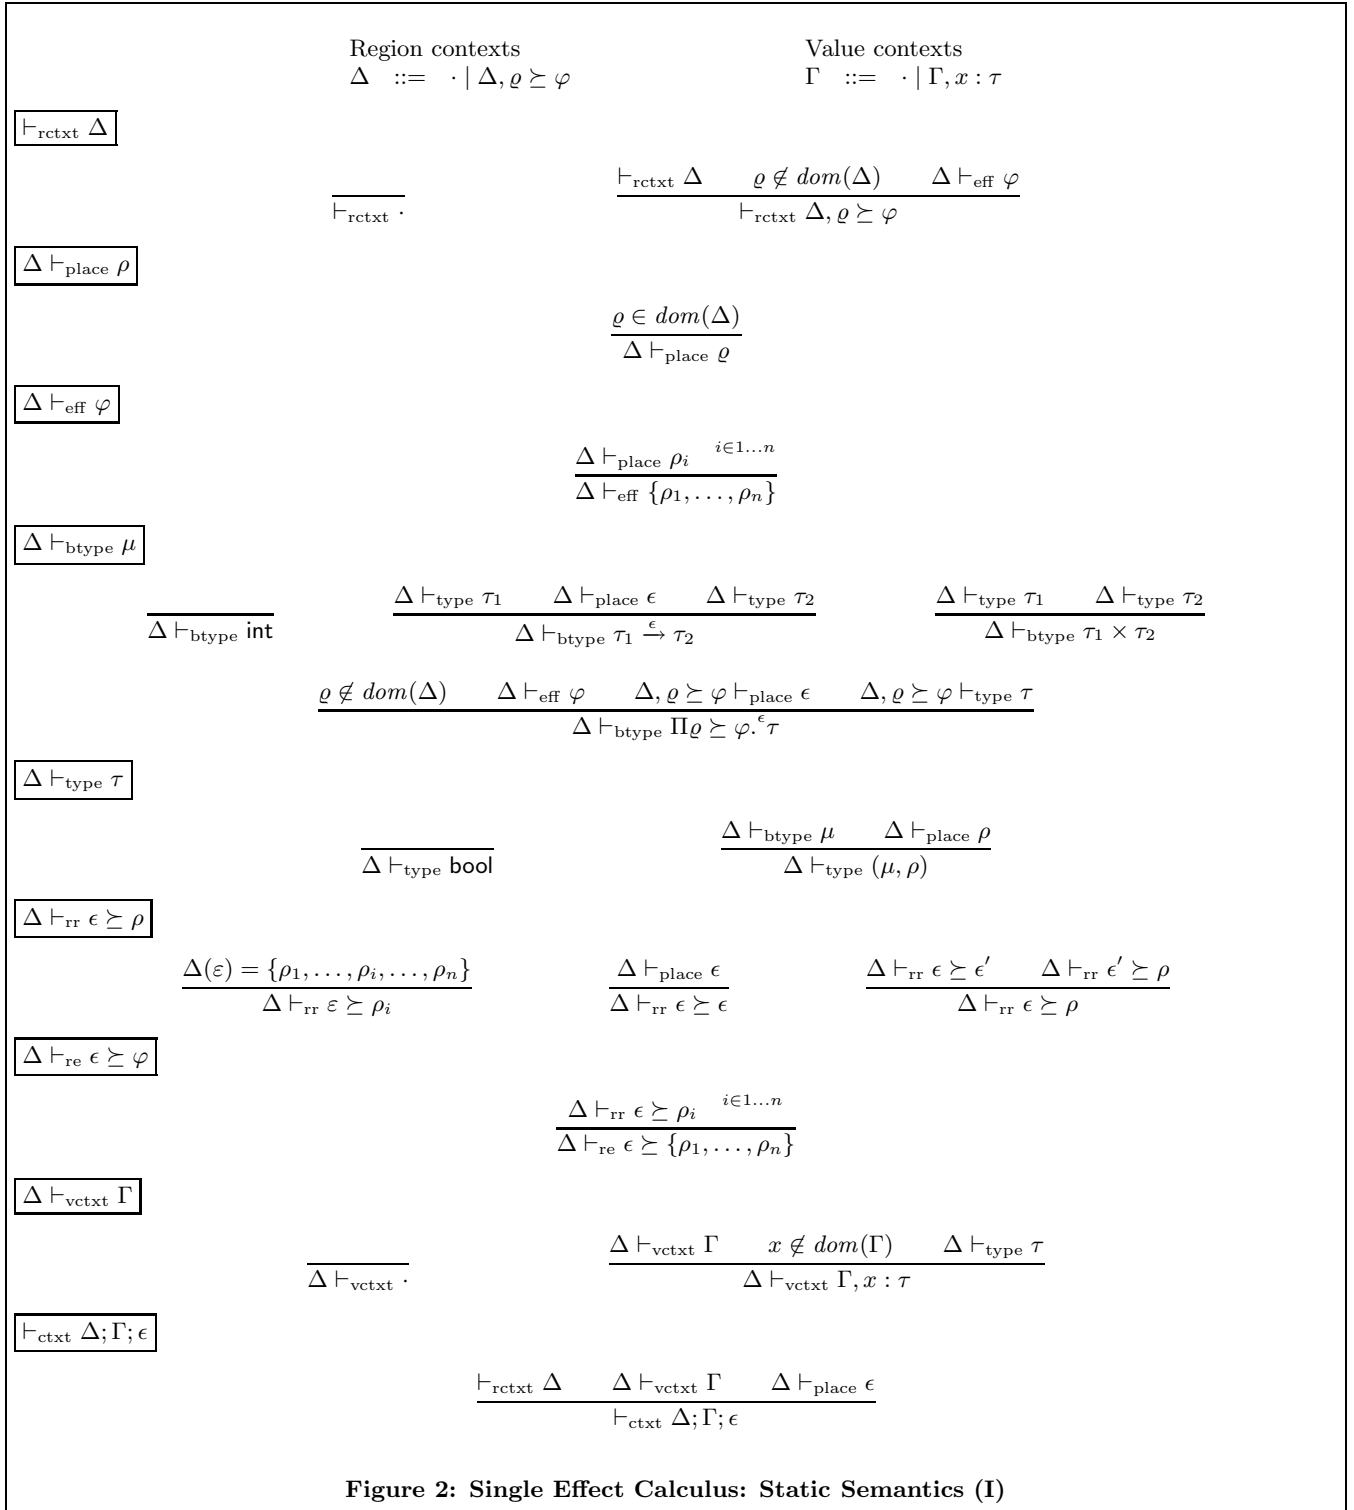 Region contexts Value contexts
Δ ::= · | Δ, ϱ ⪰ φ Γ ::= · | Γ, x : τ
⊢rctxt Δ
⊢rctxt Δ ϱ ∉ dom(Δ) Δ ⊢eff φ
⊢rctxt · ⊢rctxt Δ, ϱ ⪰ φ
Δ ⊢place ρ
ϱ ∈ dom(Δ)
Δ ⊢place ϱ
Δ ⊢eff φ
Δ ⊢place ρi i∈1...n
Δ ⊢eff {ρ1, . . . , ρn}
Δ ⊢btype μ
Δ ⊢type τ1 Δ ⊢place ϵ Δ ⊢type τ2 Δ ⊢type τ1 Δ ⊢type τ2
Δ ⊢btype int Δ ⊢btype τ1 →^ϵ τ2 Δ ⊢btype τ1 × τ2
ϱ ∉ dom(Δ) Δ ⊢eff φ Δ, ϱ ⪰ φ ⊢place ϵ Δ, ϱ ⪰ φ ⊢type τ
Δ ⊢btype Πϱ ⪰ φ.^ϵ τ
Δ ⊢type τ
Δ ⊢btype μ Δ ⊢place ρ
Δ ⊢type bool Δ ⊢type (μ, ρ)
Δ ⊢rr ϵ ⪰ ρ
Δ(ε) = {ρ1, . . . , ρi, . . . , ρn} Δ ⊢place ϵ Δ ⊢rr ϵ ⪰ ϵ′ Δ ⊢rr ϵ′ ⪰ ρ
Δ ⊢rr ε ⪰ ρi Δ ⊢rr ϵ ⪰ ϵ Δ ⊢rr ϵ ⪰ ρ
Δ ⊢re ϵ ⪰ φ
Δ ⊢rr ϵ ⪰ ρi i∈1...n
Δ ⊢re ϵ ⪰ {ρ1, . . . , ρn}
Δ ⊢vctxt Γ
Δ ⊢vctxt Γ x ∉ dom(Γ) Δ ⊢type τ
Δ ⊢vctxt · Δ ⊢vctxt Γ, x : τ
⊢ctxt Δ; Γ; ϵ
⊢rctxt Δ Δ ⊢vctxt Γ Δ ⊢place ϵ
⊢ctxt Δ; Γ; ϵ
Figure 2: Single Effect Calculus: Static Semantics (I)